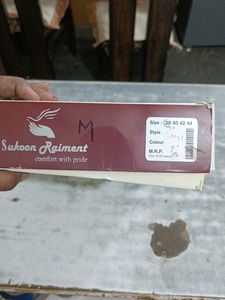 M
Sukoon Raiment
comfort with pride
Size : 38 40 42 44
Style :
Colour
M.R.P.